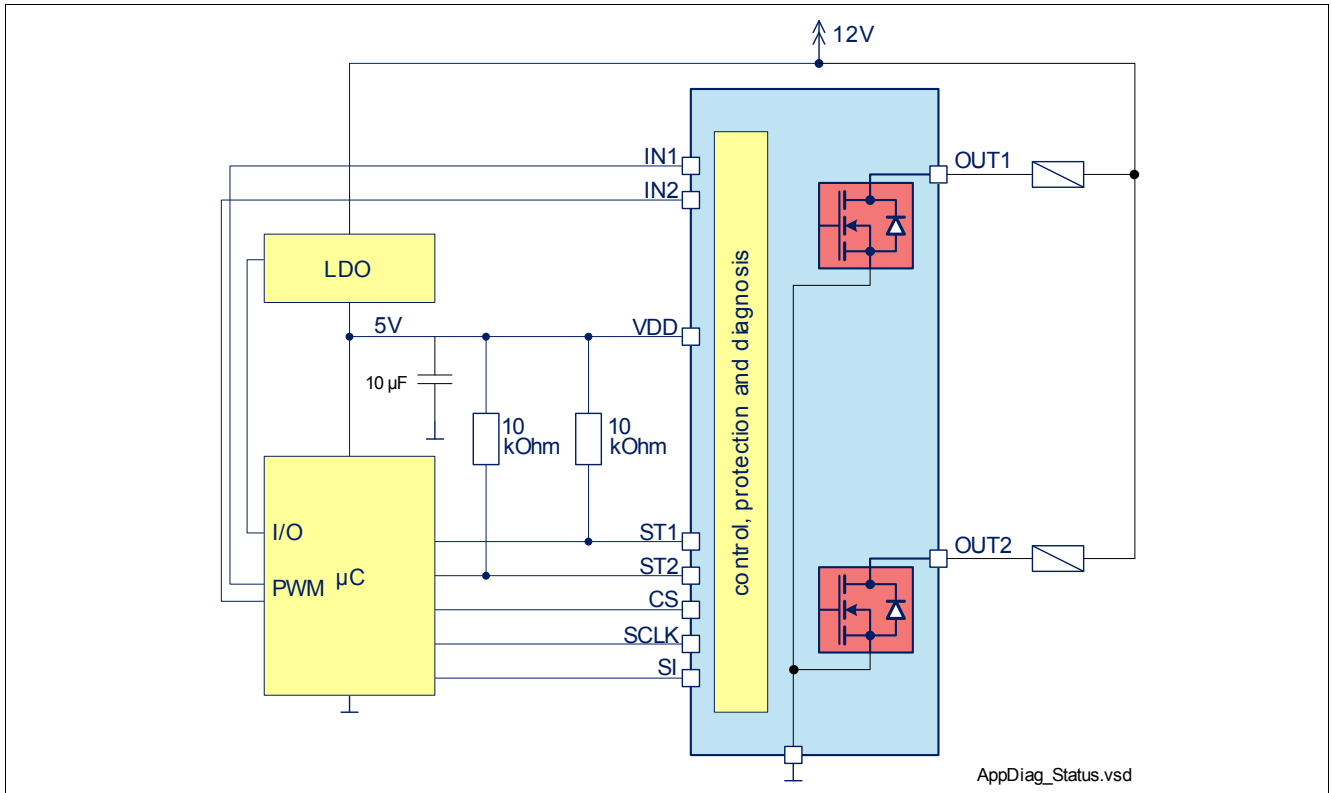 12V
IN1
IN2
OUT1
LDO
5V
VDD
10 µF
10
kOhm
10
kOhm
control, protection and diagnosis
I/O
PWM
µC
ST1
ST2
CS
SCLK
SI
OUT2
AppDiag_Status.vsd